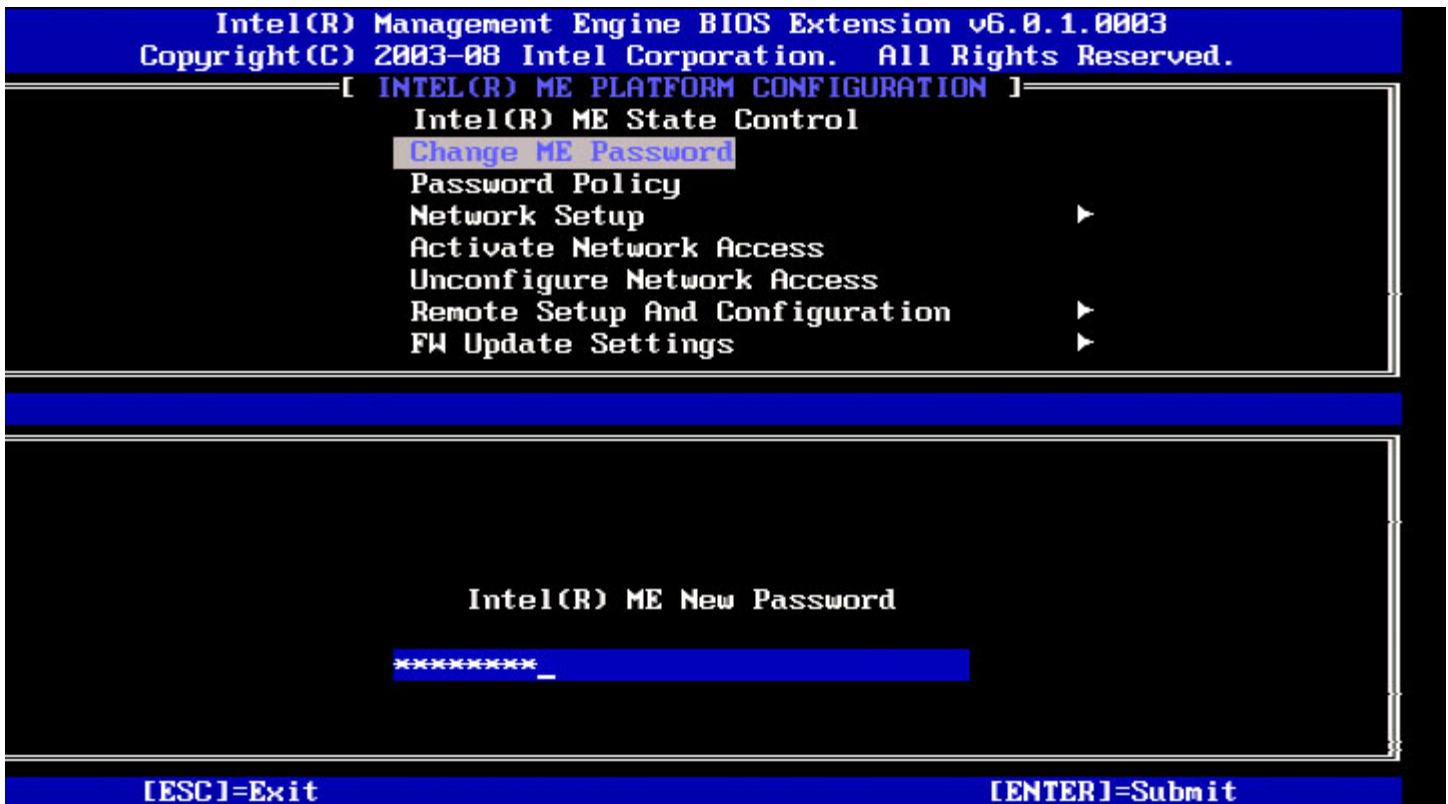 Intel(R) Management Engine BIOS Extension v6.0.1.0003
Copyright(C) 2003-08 Intel Corporation. All Rights Reserved.
[ INTEL(R) ME PLATFORM CONFIGURATION ]
Intel(R) ME State Control
Change ME Password
Password Policy
Network Setup ►
Activate Network Access
Unconfigure Network Access
Remote Setup And Configuration ►
FW Update Settings ►
Intel(R) ME New Password
********_
[ESC]=Exit [ENTER]=Submit